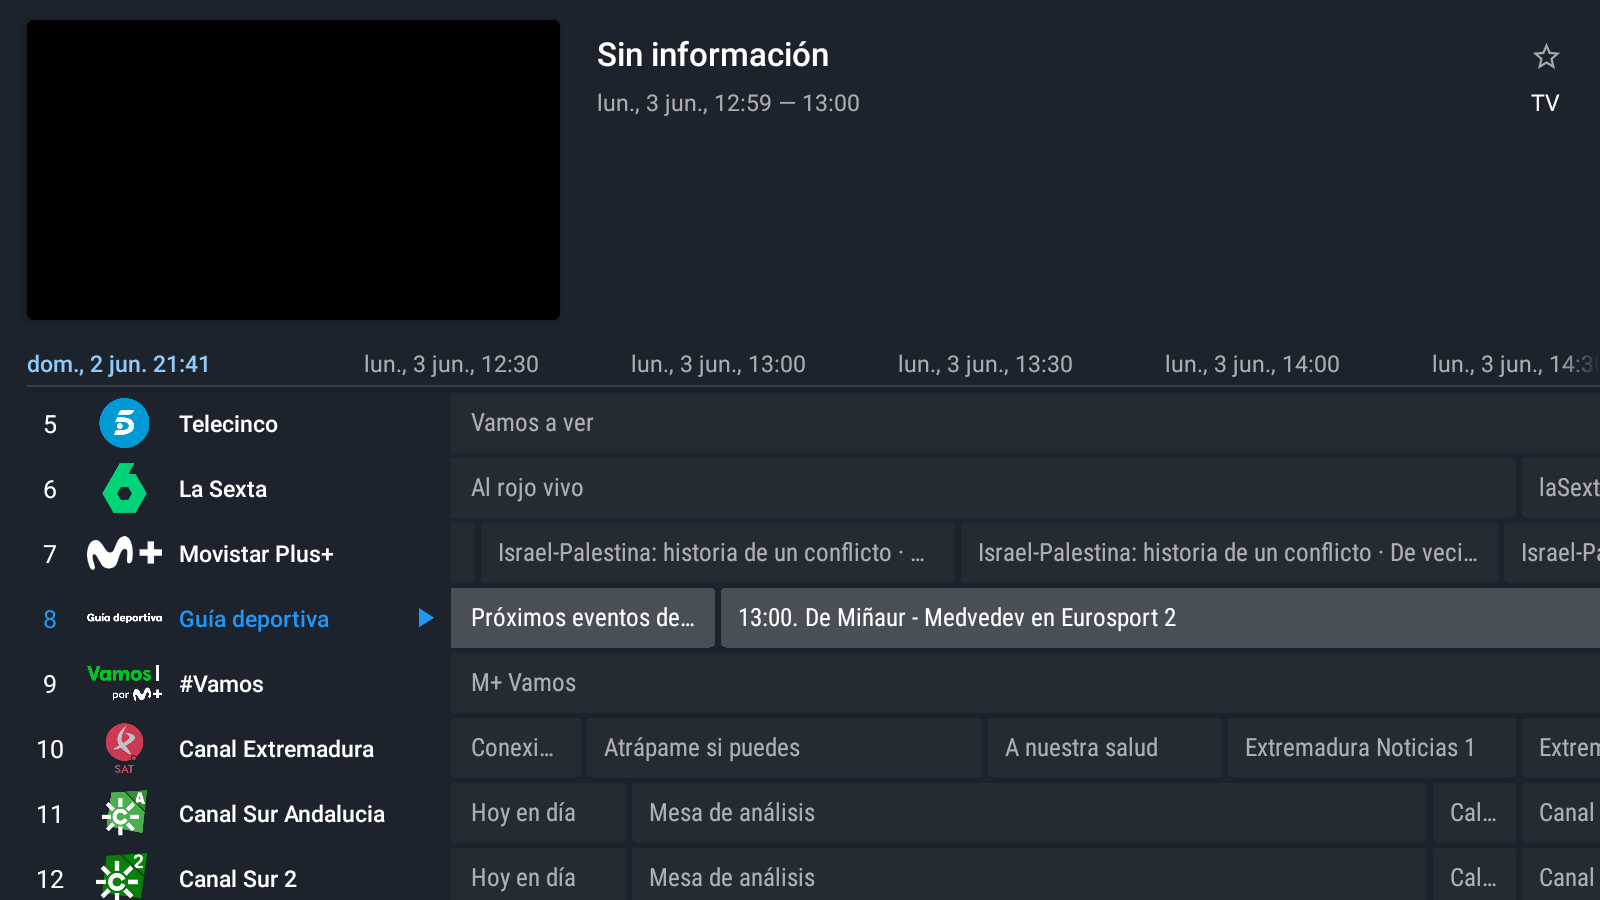 Sin información
lun., 3 jun., 12:59 — 13:00
TV
dom., 2 jun. 21:41 lun., 3 jun., 12:30 lun., 3 jun., 13:00 lun., 3 jun., 13:30 lun., 3 jun., 14:00 lun., 3 jun., 14:30
5 5 Telecinco Vamos a ver
6 6 La Sexta Al rojo vivo laSext
7 M+ Movistar Plus+ Israel-Palestina: historia de un conflicto · ... Israel-Palestina: historia de un conflicto · De veci... Israel-Pa
8 Guía deportiva Guía deportiva Próximos eventos de... 13:00. De Miñaur - Medvedev en Eurosport 2
9 Vamos por M+ #Vamos M+ Vamos
10 SAT Canal Extremadura Conexi... Atrápame si puedes A nuestra salud Extremadura Noticias 1 Extrem
11 A C Canal Sur Andalucia Hoy en día Mesa de análisis Cal... Canal
12 2 C Canal Sur 2 Hoy en día Mesa de análisis Cal... Canal